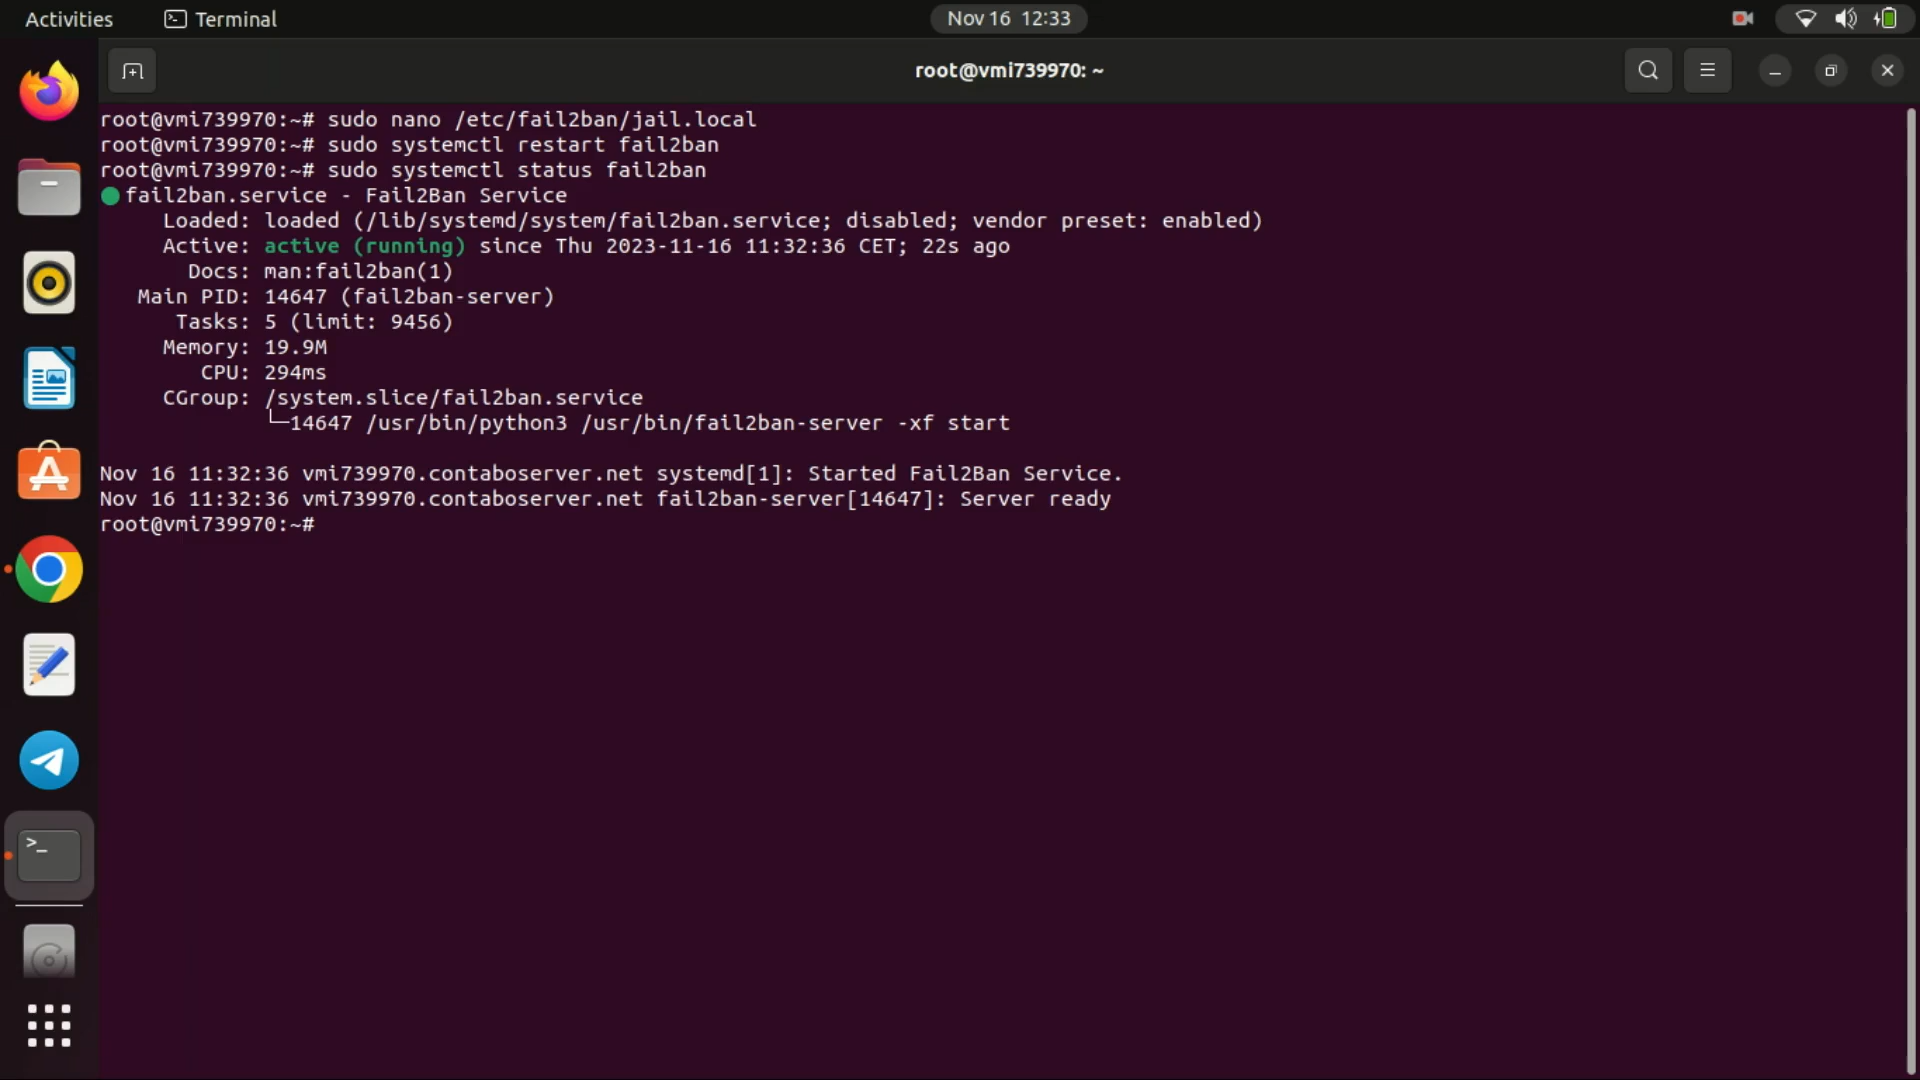 Activities
Terminal
Nov 16 12:33
root@vmi739970: ~
root@vmi739970:~# sudo nano /etc/fail2ban/jail.local
root@vmi739970:~# sudo systemctl restart fail2ban
root@vmi739970:~# sudo systemctl status fail2ban
● fail2ban.service - Fail2Ban Service
Loaded: loaded (/lib/systemd/system/fail2ban.service; disabled; vendor preset: enabled)
Active: active (running) since Thu 2023-11-16 11:32:36 CET; 22s ago
Docs: man:fail2ban(1)
Main PID: 14647 (fail2ban-server)
Tasks: 5 (limit: 9456)
Memory: 19.9M
CPU: 294ms
CGroup: /system.slice/fail2ban.service
└─14647 /usr/bin/python3 /usr/bin/fail2ban-server -xf start
Nov 16 11:32:36 vmi739970.contaboserver.net systemd[1]: Started Fail2Ban Service.
Nov 16 11:32:36 vmi739970.contaboserver.net fail2ban-server[14647]: Server ready
root@vmi739970:~#